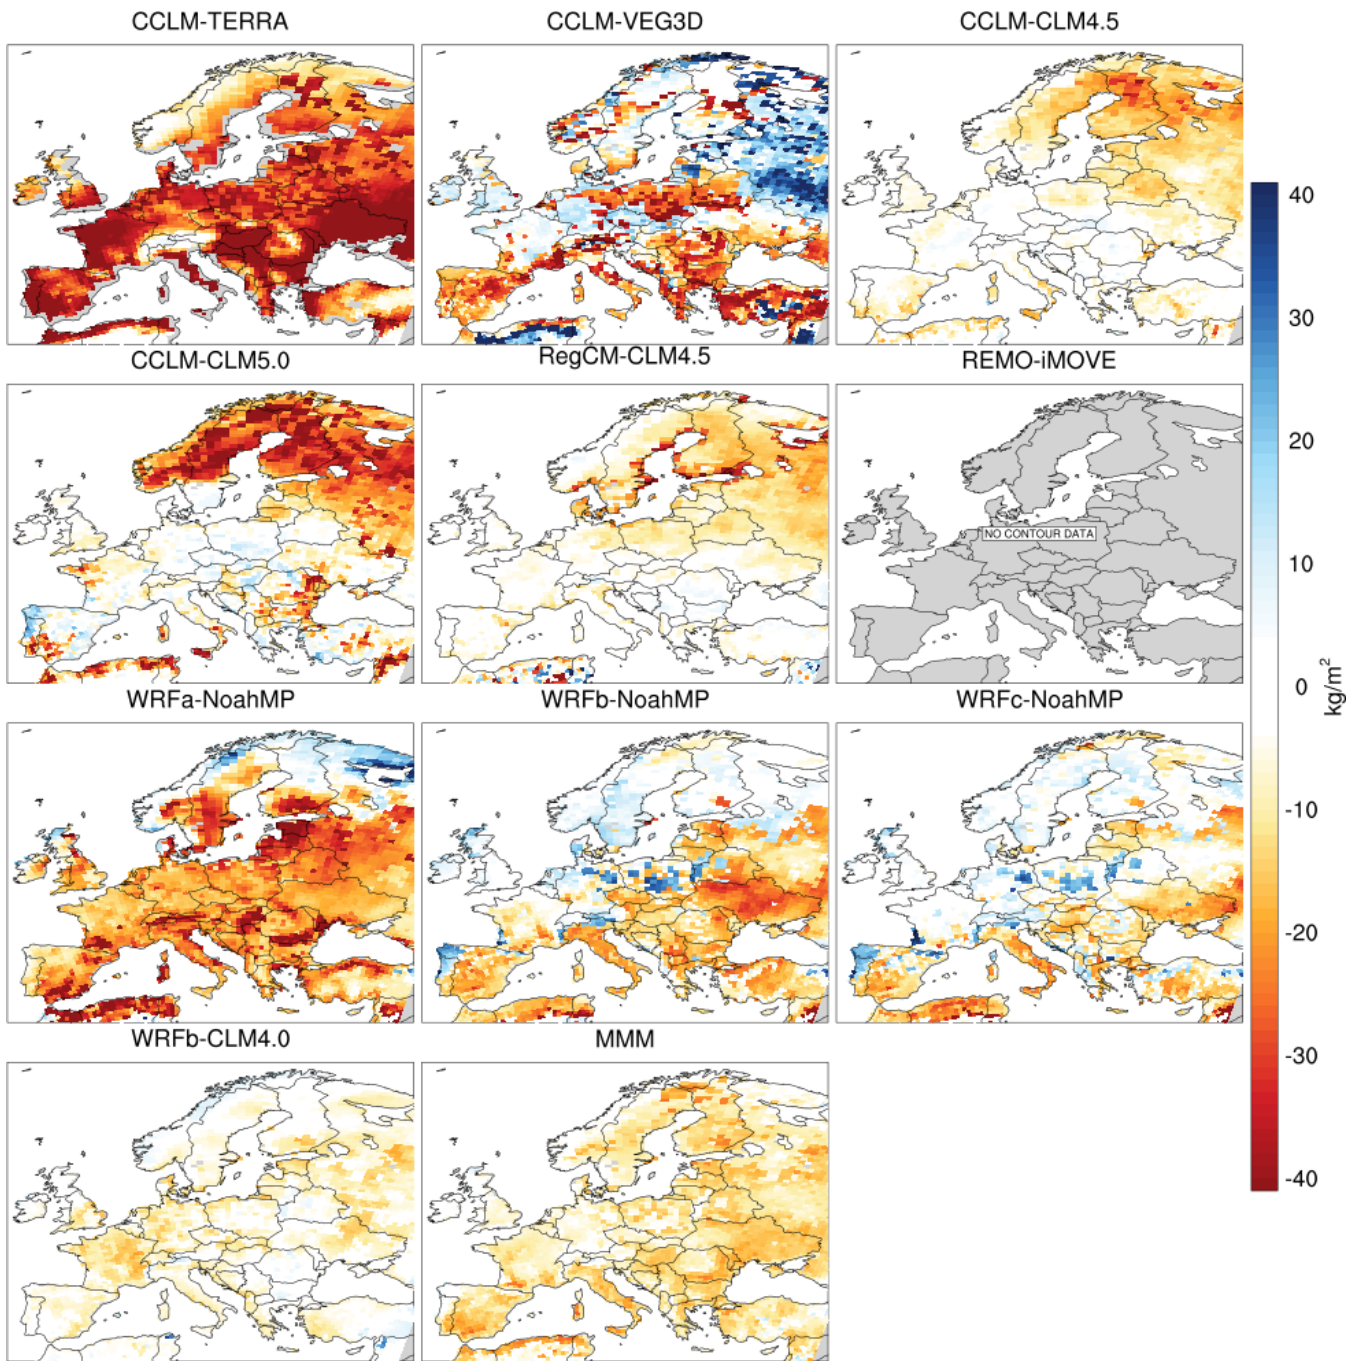 CCLM-TERRA CCLM-VEG3D CCLM-CLM4.5
CCLM-CLM5.0 RegCM-CLM4.5 REMO-iMOVE
NO CONTOUR DATA
WRFa-NoahMP WRFb-NoahMP WRFc-NoahMP
WRFb-CLM4.0 MMM
40
30
20
10
0
-10
-20
-30
-40
kg/m²